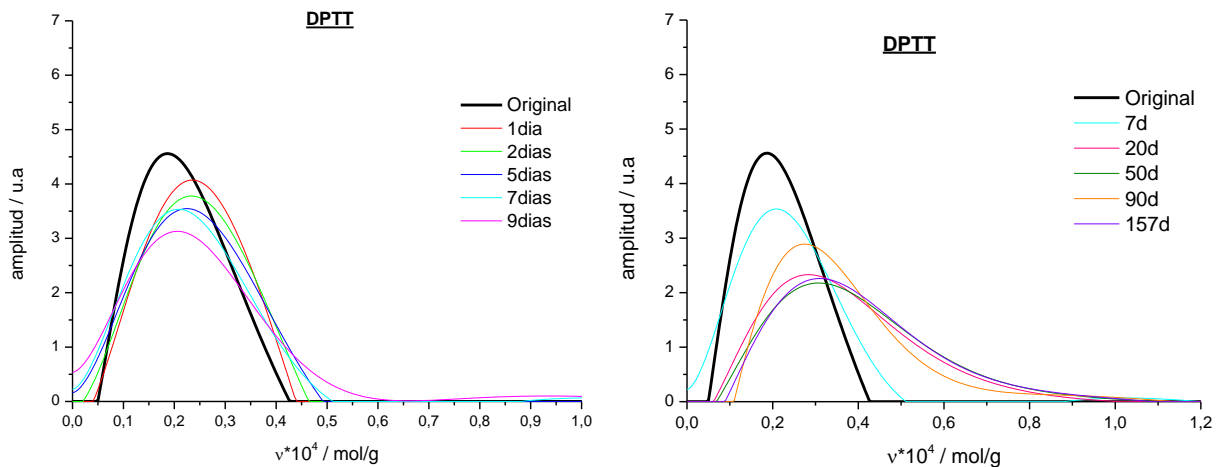 DPTT
7
6
5
4
3
2
1
0
amplitud / u.a
Original
1dia
2dias
5dias
7dias
9dias
0,0 0,1 0,2 0,3 0,4 0,5 0,6 0,7 0,8 0,9 1,0
ν*10⁴ / mol/g
DPTT
7
6
5
4
3
2
1
0
amplitud / u.a
Original
7d
20d
50d
90d
157d
0,0 0,2 0,4 0,6 0,8 1,0 1,2
ν*10⁴ / mol/g